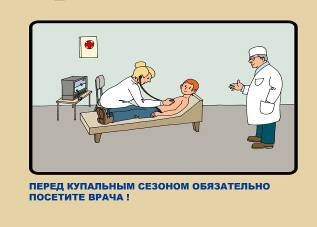 ПЕРЕД КУПАЛЬНЫМ СЕЗОНОМ ОБЯЗАТЕЛЬНО
ПОСЕТИТЕ ВРАЧА !